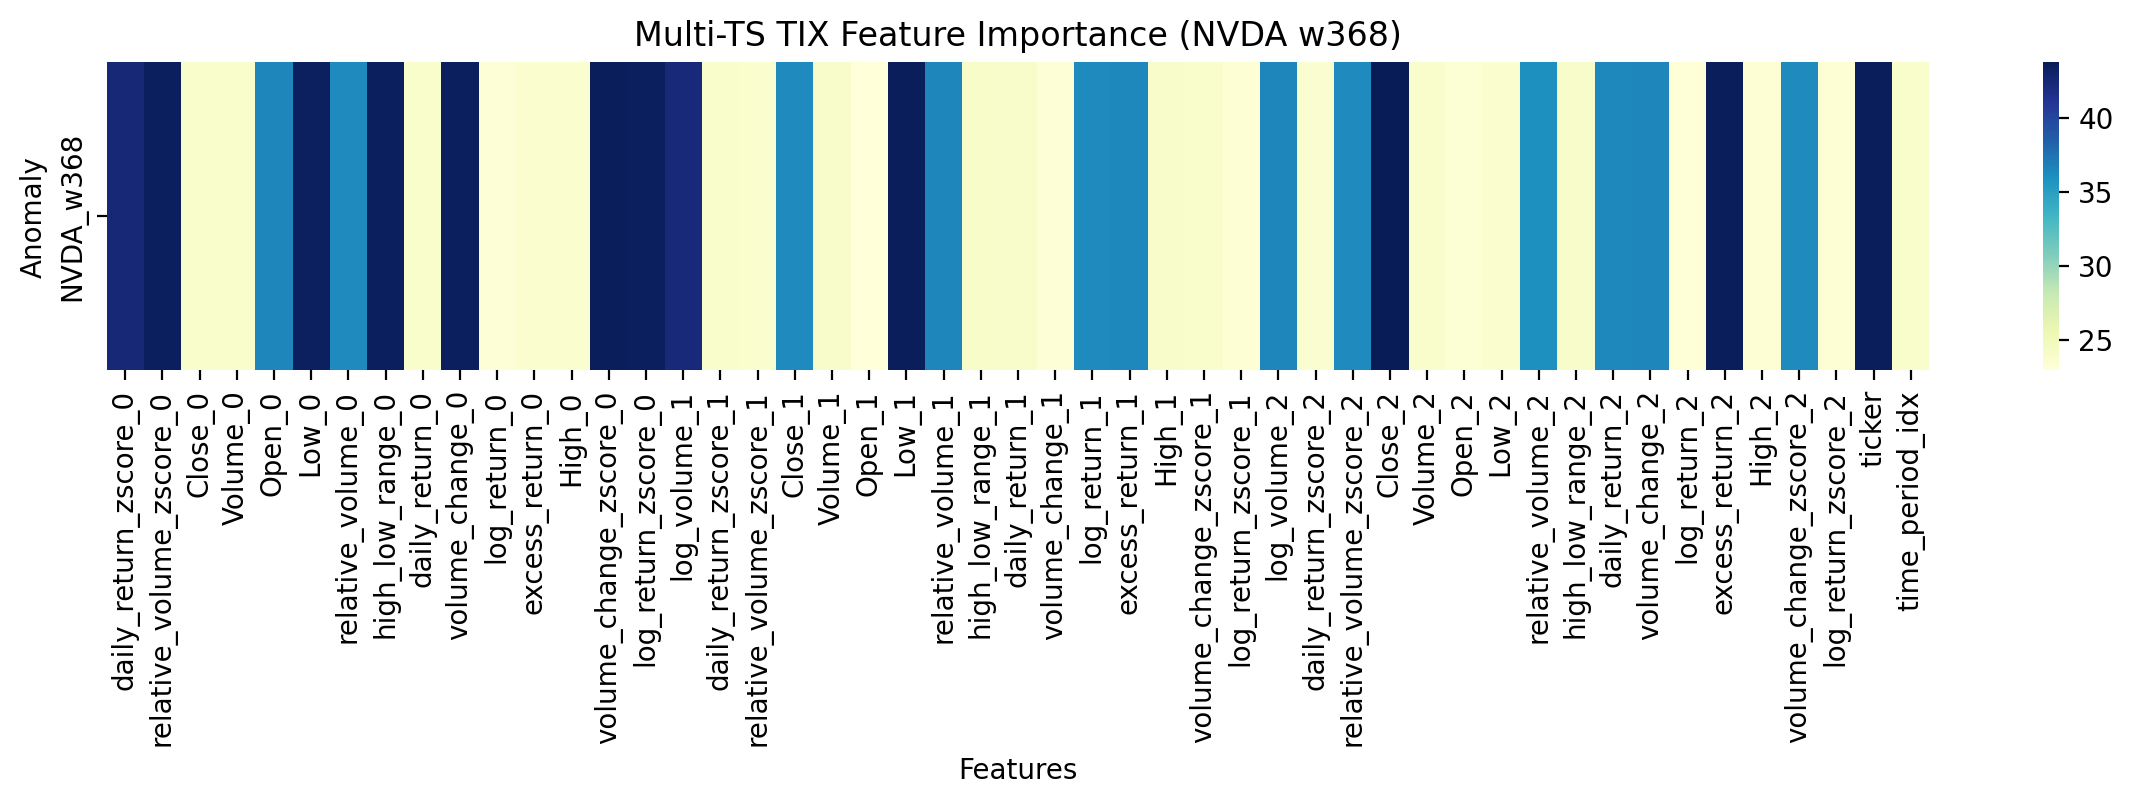 Multi-TS TIX Feature Importance (NVDA w368)
Anomaly
NVDA_w368
40
35
30
25
daily_return_zscore_0
relative_volume_zscore_0
Close_0
Volume_0
Open_0
Low_0
relative_volume_0
high_low_range_0
daily_return_0
volume_change_0
log_return_0
excess_return_0
High_0
volume_change_zscore_0
log_return_zscore_0
log_volume_1
daily_return_zscore_1
relative_volume_zscore_1
Close_1
Volume_1
Open_1
Low_1
relative_volume_1
high_low_range_1
daily_return_1
volume_change_1
log_return_1
excess_return_1
High_1
volume_change_zscore_1
log_return_zscore_1
log_volume_2
daily_return_zscore_2
relative_volume_zscore_2
Close_2
Volume_2
Open_2
Low_2
relative_volume_2
high_low_range_2
daily_return_2
volume_change_2
log_return_2
excess_return_2
High_2
volume_change_zscore_2
log_return_zscore_2
ticker
time_period_idx
Features